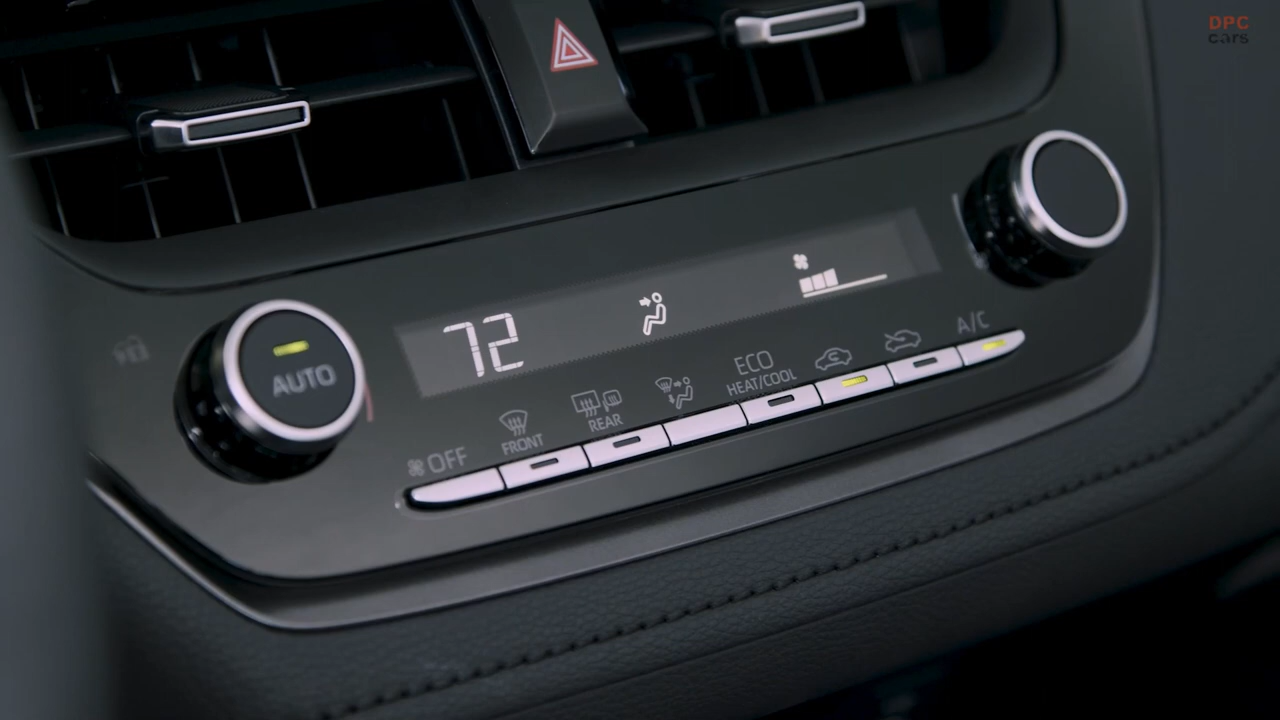 DPC
cars
72
AUTO
OFF
FRONT
REAR
ECO
HEAT/COOL
A/C